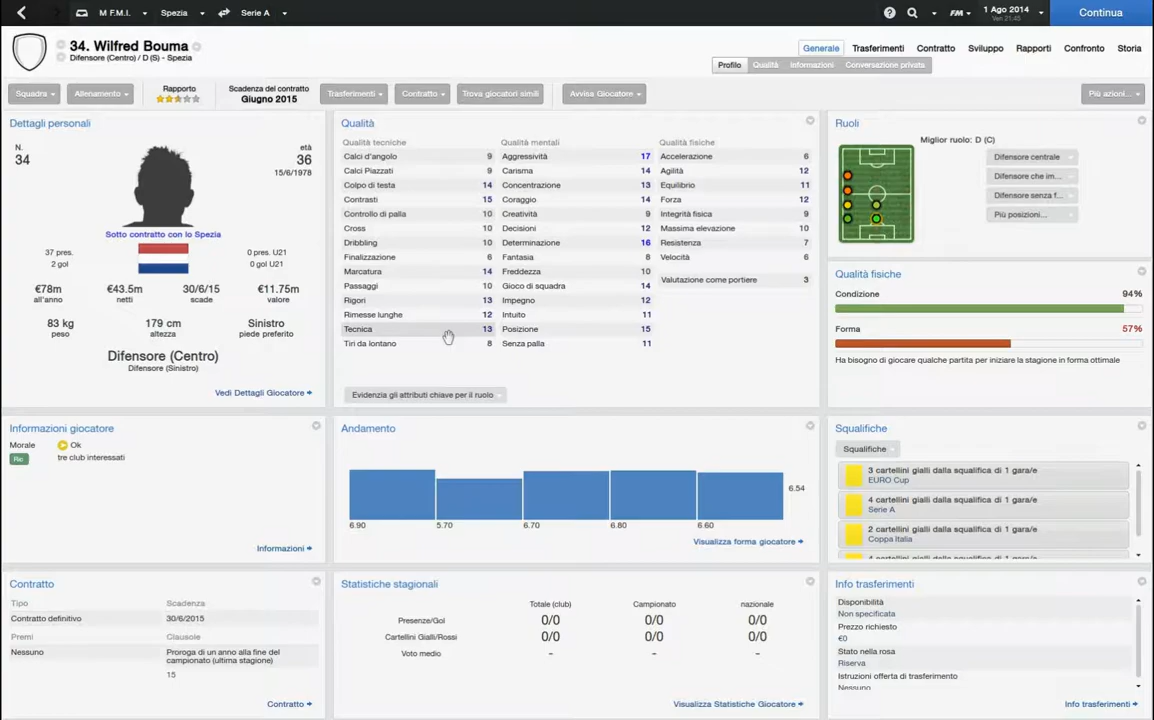 M F.M.I. Spezia Serie A
FM 1 Ago 2014
Ven 21:45
Continua
34. Wilfred Bouma
Difensore (Centro) / D (S) - Spezia
Generale Trasferimenti Contratto Sviluppo Rapporti Confronto Storia
Profilo Qualità Informazioni Conversazione privata
Squadra Allenamento
Rapporto
Scadenza del contratto
Giugno 2015
Trasferimenti Contratto Trova giocatori simili Avvisa Giocatore Più azioni...
Dettagli personali
N.
34
età
36
15/6/1978
Sotto contratto con lo Spezia
37 pres.
2 gol
0 pres. U21
0 gol U21
€78m €43.5m 30/6/15 €11.75m
all'anno netti scade valore
83 kg 179 cm Sinistro
peso altezza piede preferito
Difensore (Centro)
Difensore (Sinistro)
Vedi Dettagli Giocatore
Qualità
Qualità tecniche Qualità mentali Qualità fisiche
Calci d'angolo 9 Aggressività 17 Accelerazione 6
Calci Piazzati 9 Carisma 14 Agilità 12
Colpo di testa 14 Concentrazione 13 Equilibrio 11
Contrasti 15 Coraggio 14 Forza 12
Controllo di palla 10 Creatività 9 Integrità fisica 9
Cross 10 Decisioni 12 Massima elevazione 10
Dribbling 10 Determinazione 16 Resistenza 7
Finalizzazione 6 Fantasia 8 Velocità 6
Marcatura 14 Freddezza 10
Valutazione come portiere 3
Passaggi 10 Gioco di squadra 14
Rigori 13 Impegno 12
Rimesse lunghe 12 Intuito 11
Tecnica 13 Posizione 15
Tiri da lontano 8 Senza palla 11
Evidenzia gli attributi chiave per il ruolo
Ruoli
Miglior ruolo: D (C)
Difensore centrale
Difensore che im...
Difensore senza f...
Più posizioni...
Qualità fisiche
Condizione 94%
Forma 57%
Ha bisogno di giocare qualche partita per iniziare la stagione in forma ottimale
Informazioni giocatore
Morale Ok
Ric tre club interessati
Informazioni
Andamento
6.54
6.90 5.70 6.70 6.80 6.60
Visualizza forma giocatore
Squalifiche
Squalifiche
3 cartellini gialli dalla squalifica di 1 gara/e
EURO Cup
4 cartellini gialli dalla squalifica di 1 gara/e
Serie A
2 cartellini gialli dalla squalifica di 1 gara/e
Coppa Italia
4 cartellini gialli dalla squalifica di 1 gara/e
Contratto
Tipo Scadenza
Contratto definitivo 30/6/2015
Premi Clausole
Nessuno Proroga di un anno alla fine del
campionato (ultima stagione)
15
Contratto
Statistiche stagionali
Totale (club) Campionato nazionale
Presenze/Gol 0/0 0/0 0/0
Cartellini Gialli/Rossi 0/0 0/0 0/0
Voto medio - - -
Visualizza Statistiche Giocatore
Info trasferimenti
Disponibilità
Non specificata
Prezzo richiesto
€0
Stato nella rosa
Riserva
Istruzioni offerta di trasferimento
Nessuno
Info trasferimenti